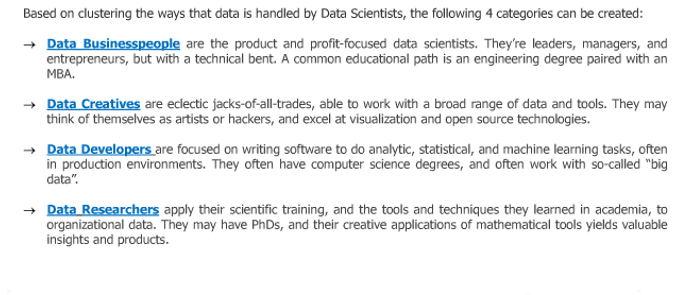 Based on clustering the ways that data is handled by Data Scientists, the following 4 categories can be created:
→ Data Businesspeople are the product and profit-focused data scientists. They’re leaders, managers, and
entrepreneurs, but with a technical bent. A common educational path is an engineering degree paired with an
MBA.
→ Data Creatives are eclectic jacks-of-all-trades, able to work with a broad range of data and tools. They may
think of themselves as artists or hackers, and excel at visualization and open source technologies.
→ Data Developers are focused on writing software to do analytic, statistical, and machine learning tasks, often
in production environments. They often have computer science degrees, and often work with so-called “big
data”.
→ Data Researchers apply their scientific training, and the tools and techniques they learned in academia, to
organizational data. They may have PhDs, and their creative applications of mathematical tools yields valuable
insights and products.